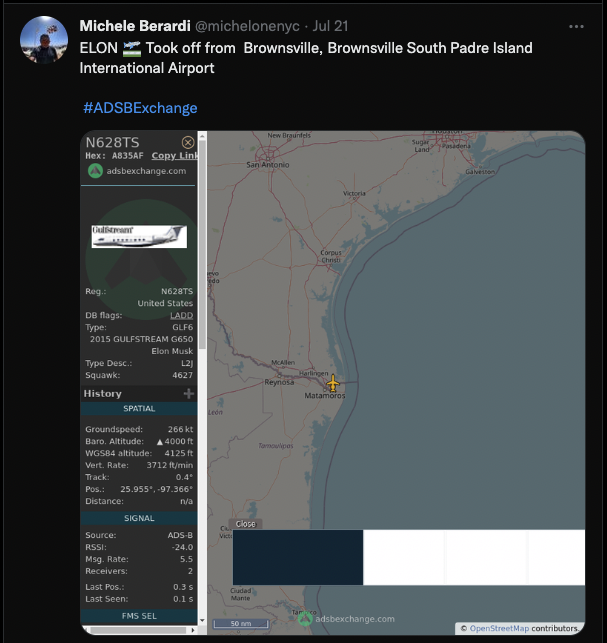 Michele Berardi @michelonenyc · Jul 21
ELON 🛫 Took off from Brownsville, Brownsville South Padre Island
International Airport
#ADSBExchange
N628TS
Hex: A835AF Copy Link
adsbexchange.com
Gulfstream
Reg.: N628TS
United States
DB flags: LADD
Type: GLF6
2015 GULFSTREAM G650
Elon Musk
Type Desc.: L2J
Squawk: 4627
History
SPATIAL
Groundspeed: 266 kt
Baro. Altitude: ▲ 4000 ft
WGS84 altitude: 4125 ft
Vert. Rate: 3712 ft/min
Track: 0.4°
Pos.: 25.955°, -97.366°
Distance: n/a
SIGNAL
Source: ADS-B
RSSI: -24.0
Msg. Rate: 5.5
Receivers: 2
Last Pos.: 0.3 s
Last Seen: 0.1 s
FMS SEL
New Braunfels
San Antonio
Sugar
Land
Pasadena
Galveston
Victoria
Corpus
Christi
McAllen
Harlingen
Reynosa
Matamoros
Tamaulipas
Close
Ciudad
Mante
50 nm
adsbexchange.com
© OpenStreetMap contributors.